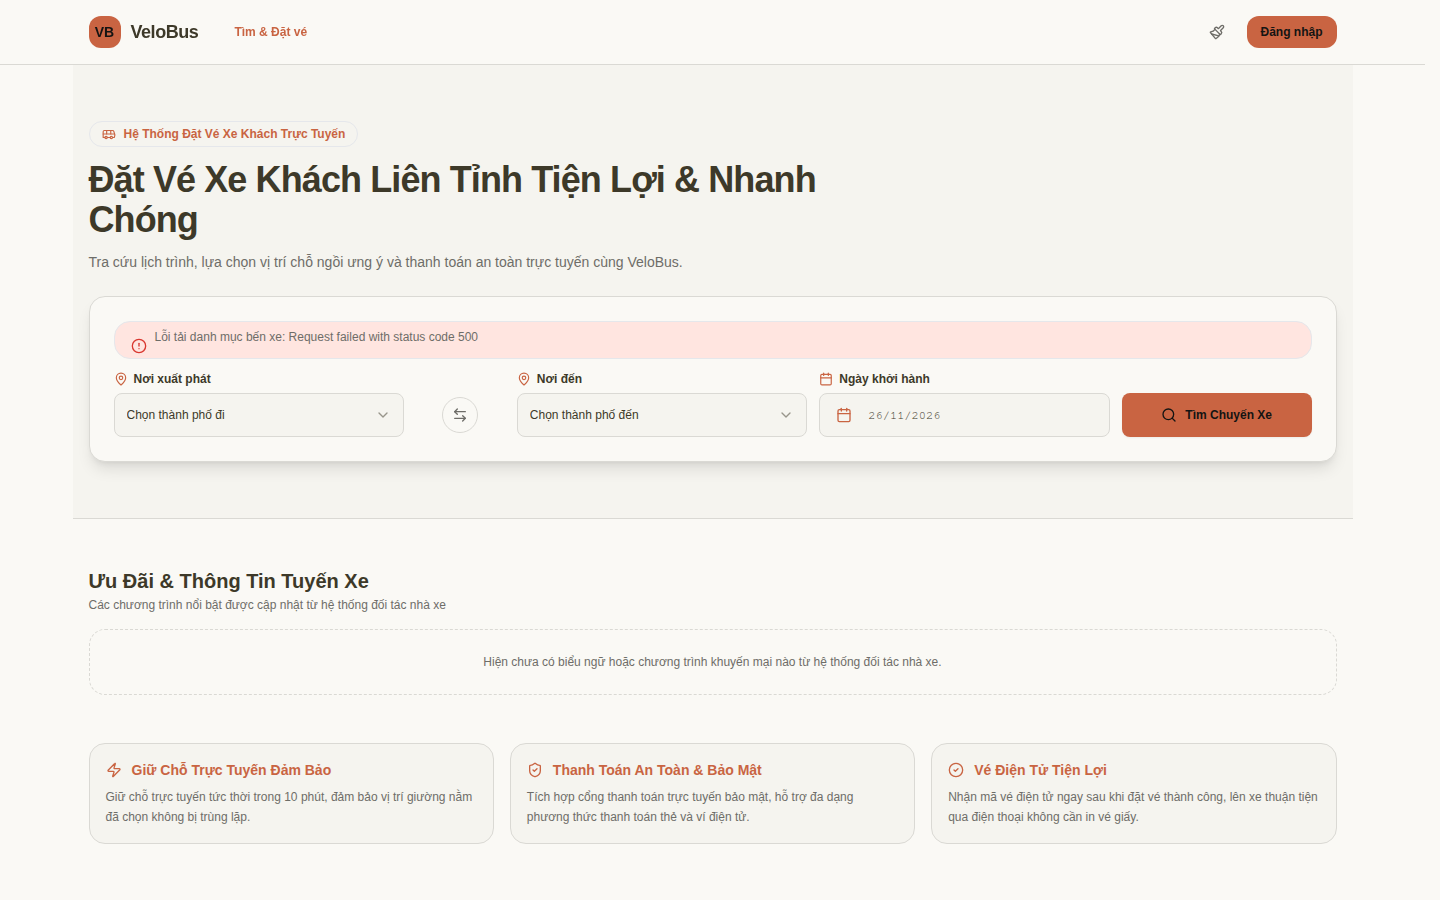 VB VeloBus Tìm & Đặt vé Đăng nhập
Hệ Thống Đặt Vé Xe Khách Trực Tuyến
Đặt Vé Xe Khách Liên Tỉnh Tiện Lợi & Nhanh
Chóng
Tra cứu lịch trình, lựa chọn vị trí chỗ ngồi ưng ý và thanh toán an toàn trực tuyến cùng VeloBus.
Lỗi tải danh mục bến xe: Request failed with status code 500
Nơi xuất phát
Chọn thành phố đi
Nơi đến
Chọn thành phố đến
Ngày khởi hành
26/11/2026
Tìm Chuyến Xe
Ưu Đãi & Thông Tin Tuyến Xe
Các chương trình nổi bật được cập nhật từ hệ thống đối tác nhà xe
Hiện chưa có biểu ngữ hoặc chương trình khuyến mại nào từ hệ thống đối tác nhà xe.
Giữ Chỗ Trực Tuyến Đảm Bảo
Giữ chỗ trực tuyến tức thời trong 10 phút, đảm bảo vị trí giường nằm
đã chọn không bị trùng lặp.
Thanh Toán An Toàn & Bảo Mật
Tích hợp cổng thanh toán trực tuyến bảo mật, hỗ trợ đa dạng
phương thức thanh toán thẻ và ví điện tử.
Vé Điện Tử Tiện Lợi
Nhận mã vé điện tử ngay sau khi đặt vé thành công, lên xe thuận tiện
qua điện thoại không cần in vé giấy.